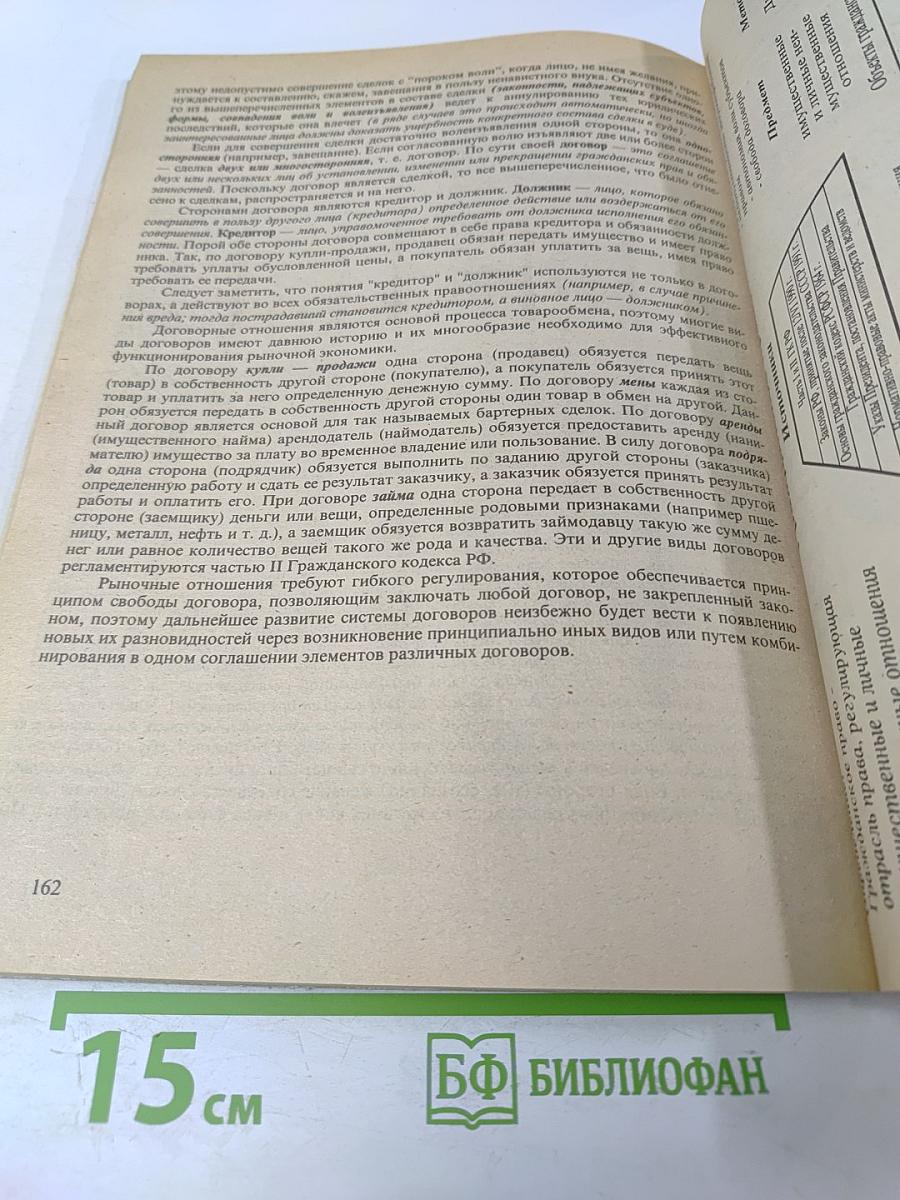 этому недопустимо совершение сделок с "пороком воли", когда лицо, не имея желания, при-
нуждается к составлению, скажем, завещания в пользу ненавистного внука. Отсутствие одно-
го из вышеперечисленных элементов в составе сделки (законности, надлежащих субъектов,
формы, совпадения воли и волеизъявления) ведет к аннулированию тех юридических
последствий, которые она влечет (в ряде случаев это происходит автоматически, но иногда
заинтересованные лица должны доказать ущербность конкретного состава сделки в суде).
Если для совершения сделки достаточно волеизъявления одной стороны, то она одно-
сторонняя (например, завещание). Если согласованную волю изъявляют две или более сторон
— сделка двух или многосторонняя, т. е. договор. По сути своей договор — это соглашение
двух или нескольких лиц об установлении, изменении или прекращении гражданских прав и обя-
занностей. Поскольку договор является сделкой, то все вышеперечисленное, что было отне-
сено к сделкам, распространяется и на него.
Сторонами договора являются кредитор и должник. Должник — лицо, которое обязано
совершить в пользу другого лица (кредитора) определенное действие или воздержаться от его
совершения. Кредитор — лицо, управомоченное требовать от должника исполнения его обязан-
ности. Порой обе стороны договора совмещают в себе права кредитора и обязанности долж-
ника. Так, по договору купли-продажи, продавец обязан передать имущество и имеет право
требовать уплаты обусловленной цены, а покупатель обязан уплатить за вещь, имея право
требовать ее передачи.
Следует заметить, что понятия "кредитор" и "должник" используются не только в дого-
ворах, а действуют во всех обязательственных правоотношениях (например, в случае причине-
ния вреда; тогда пострадавший становится кредитором, а виновное лицо — должником).
Договорные отношения являются основой процесса товарообмена, поэтому многие ви-
ды договоров имеют давнюю историю и их многообразие необходимо для эффективного
функционирования рыночной экономики.
По договору купли — продажи одна сторона (продавец) обязуется передать вещь
(товар) в собственность другой стороне (покупателю), а покупатель обязуется принять этот
товар и уплатить за него определенную денежную сумму. По договору мены каждая из сто-
рон обязуется передать в собственность другой стороны один товар в обмен на другой. Дан-
ный договор является основой для так называемых бартерных сделок. По договору аренды
(имущественного найма) арендодатель (наймодатель) обязуется предоставить аренду (нани-
мателю) имущество за плату во временное владение или пользование. В силу договора подря-
да одна сторона (подрядчик) обязуется выполнить по заданию другой стороны (заказчика)
определенную работу и сдать ее результат заказчику, а заказчик обязуется принять результат
работы и оплатить его. При договоре займа одна сторона передает в собственность другой
стороне (заемщику) деньги или вещи, определенные родовыми признаками (например пше-
ницу, металл, нефть и т. д.), а заемщик обязуется возвратить займодавцу такую же сумму де-
нег или равное количество вещей такого же рода и качества. Эти и другие виды договоров
регламентируются частью II Гражданского кодекса РФ.
Рыночные отношения требуют гибкого регулирования, которое обеспечивается прин-
ципом свободы договора, позволяющим заключать любой договор, не закрепленный зако-
ном, поэтому дальнейшее развитие системы договоров неизбежно будет вести к появлению
новых их разновидностей через возникновение принципиально иных видов или путем комби-
нирования в одном соглашении элементов различных договоров.
162
Объекты
Предмет
имущественные
и личные неи-
мущественные
отношения
Источники
Гражданское право -
отрасль права, регулирующая
имущественные и личные
отношения
15 см
БФ БИБЛИОФАН